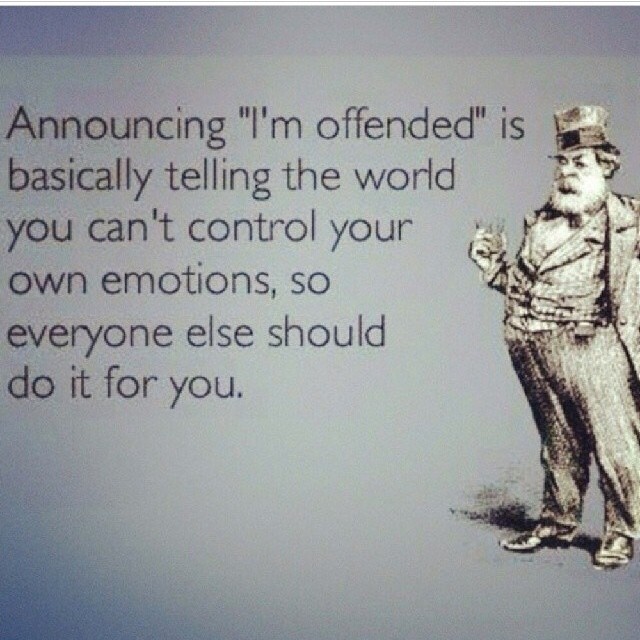 Announcing "I'm offended" is
basically telling the world
you can't control your
own emotions, so
everyone else should
do it for you.